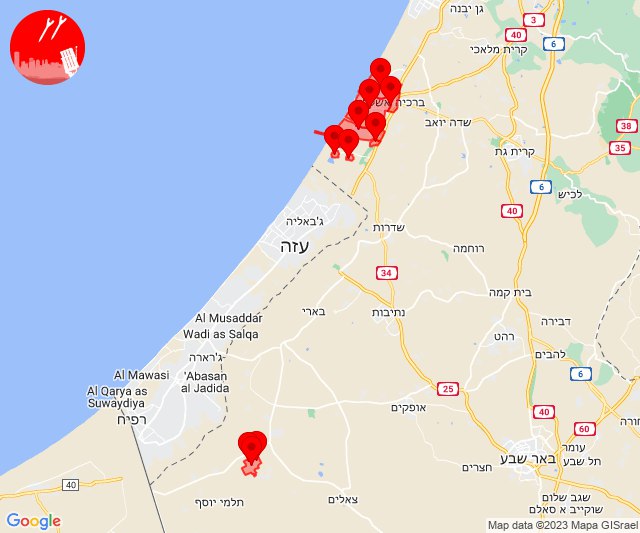 גן יבנה
3
40
6
קרית מלאכי
ברכיה
שדה יואב
38
35
קרית גת
6
לכיש
40
ג'באליה
עזה
שדרות
רוחמה
34
בית קמה
נתיבות
בארי
דבירה
רהט
להבים
Al Musaddar
Wadi as Salqa
ג'רארה
Al Mawasi
'Abasan
al Jadida
Al Qarya as
Suwaydiya
רפיח
6
25
אופקים
40
60
עומר
תל שבע
באר שבע
חצרים
40
תלמי יוסף
צאלים
שגב שלום
שוקייב א סאלם
Google
Map data ©2023 Mapa GISrael